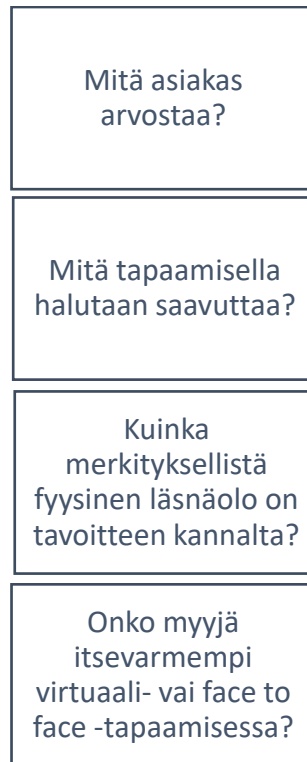 Mitä asiakas
arvostaa?
Mitä tapaamisella
halutaan saavuttaa?
Kuinka
merkityksellistä
fyysinen läsnäolo on
tavoitteen kannalta?
Onko myyjä
itsevarmempi
virtuaali- vai face to
face -tapaamisessa?